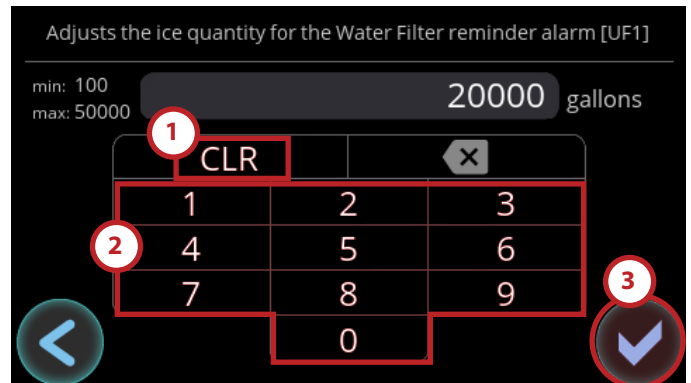 Adjusts the ice quantity for the Water Filter reminder alarm [UF1]
min: 100
max: 50000
20000 gallons
1
CLR
1 2 3
2
4 5 6
3
7 8 9
0